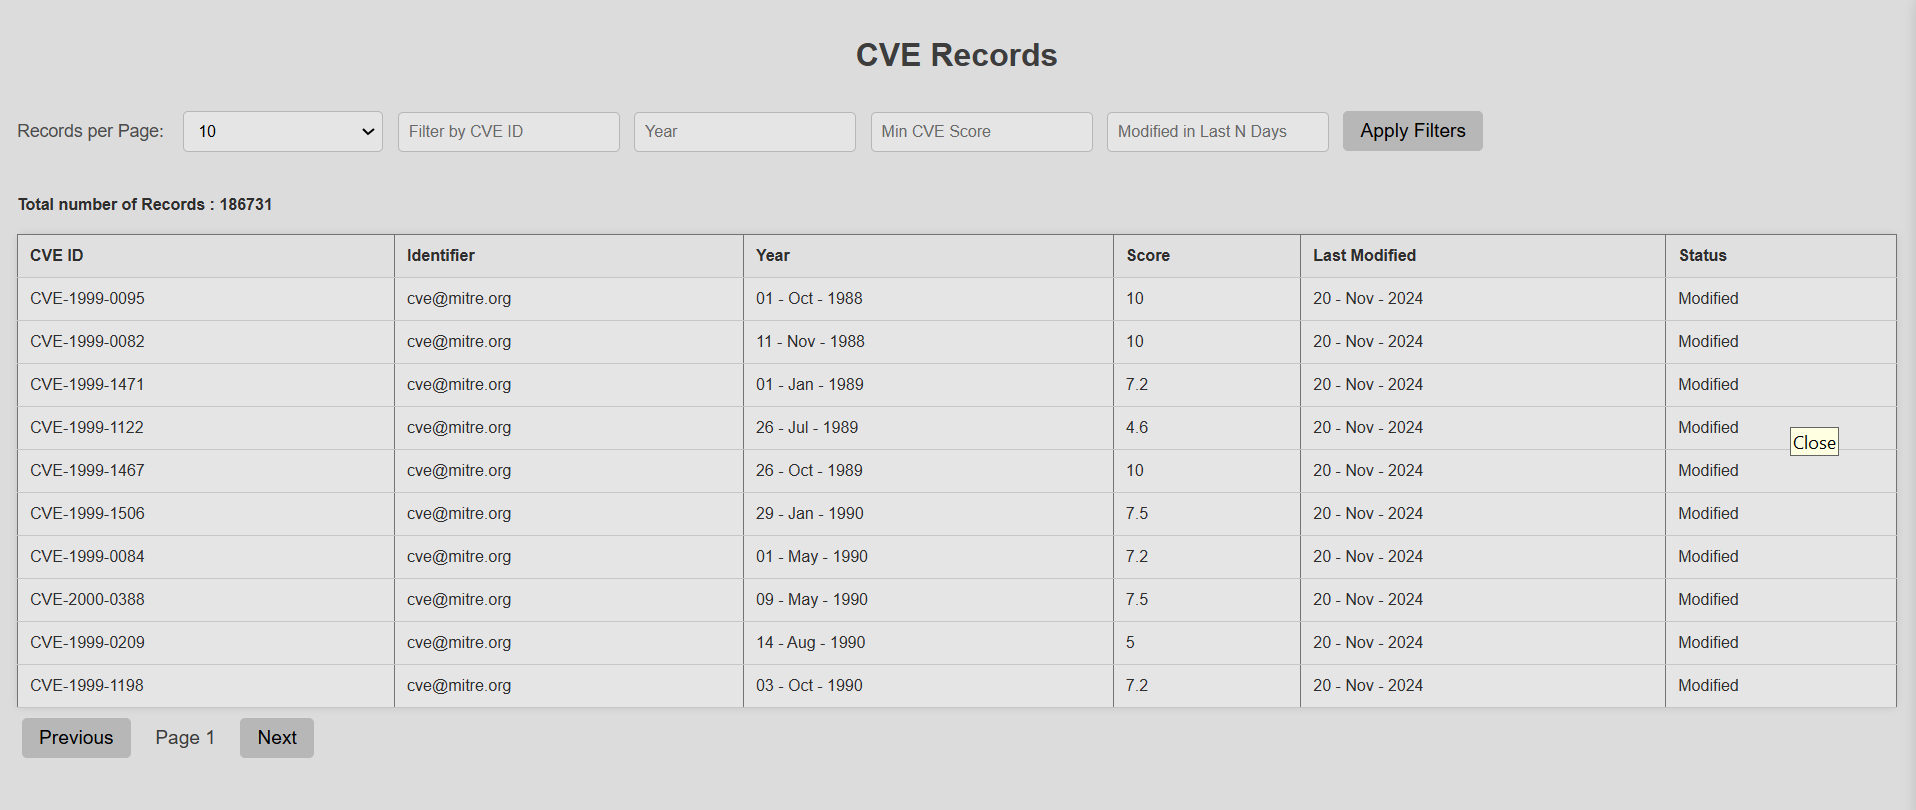 CVE Records
Records per Page: 10 Filter by CVE ID Year Min CVE Score Modified in Last N Days Apply Filters
Total number of Records : 186731
CVE ID Identifier Year Score Last Modified Status
CVE-1999-0095 cve@mitre.org 01 - Oct - 1988 10 20 - Nov - 2024 Modified
CVE-1999-0082 cve@mitre.org 11 - Nov - 1988 10 20 - Nov - 2024 Modified
CVE-1999-1471 cve@mitre.org 01 - Jan - 1989 7.2 20 - Nov - 2024 Modified
CVE-1999-1122 cve@mitre.org 26 - Jul - 1989 4.6 20 - Nov - 2024 Modified
Close
CVE-1999-1467 cve@mitre.org 26 - Oct - 1989 10 20 - Nov - 2024 Modified
CVE-1999-1506 cve@mitre.org 29 - Jan - 1990 7.5 20 - Nov - 2024 Modified
CVE-1999-0084 cve@mitre.org 01 - May - 1990 7.2 20 - Nov - 2024 Modified
CVE-2000-0388 cve@mitre.org 09 - May - 1990 7.5 20 - Nov - 2024 Modified
CVE-1999-0209 cve@mitre.org 14 - Aug - 1990 5 20 - Nov - 2024 Modified
CVE-1999-1198 cve@mitre.org 03 - Oct - 1990 7.2 20 - Nov - 2024 Modified
Previous Page 1 Next